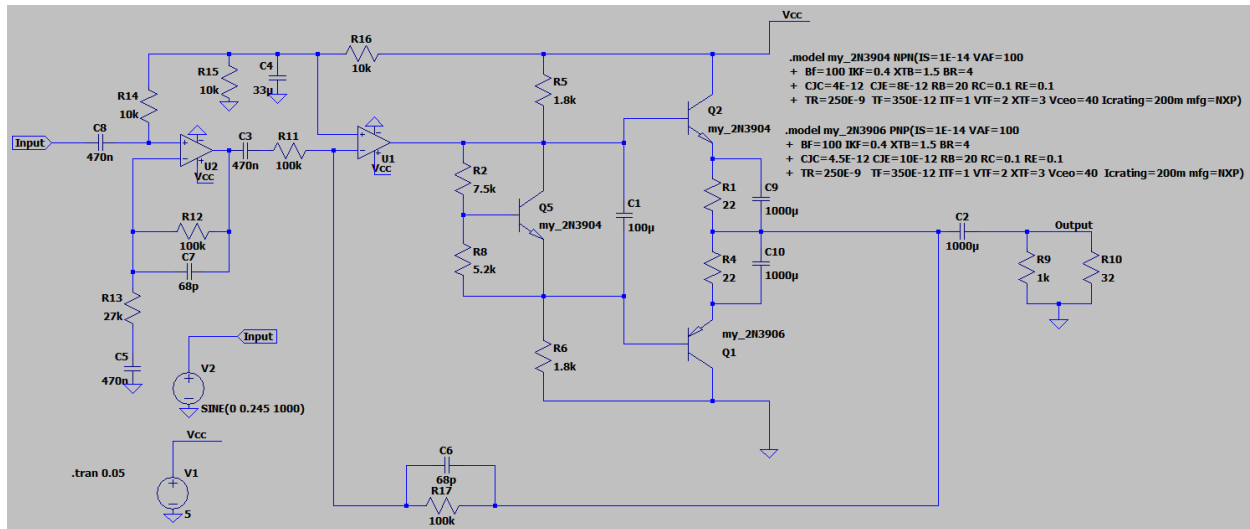 Vcc
R16
10k
.model my_2N3904 NPN(IS=1E-14 VAF=100
+ Bf=100 IKF=0.4 XTB=1.5 BR=4
+ CJC=4E-12 CJE=8E-12 RB=20 RC=0.1 RE=0.1
+ TR=250E-9 TF=350E-12 ITF=1 VTF=2 XTF=3 Vceo=40 Icrating=200m mfg=NXP)
.model my_2N3906 PNP(IS=1E-14 VAF=100
+ BF=100 IKF=0.4 XTB=1.5 BR=4
+ CJC=4.5E-12 CJE=10E-12 RB=20 RC=0.1 RE=0.1
+ TR=250E-9 TF=350E-12 ITF=1 VTF=2 XTF=3 Vceo=40 Icrating=200m mfg=NXP)
R14
10k
R15
10k
C4
33µ
R5
1.8k
Q2
my_2N3904
Input
C8
470n
U2
Vcc
C3
470n
R11
100k
U1
Vcc
R2
7.5k
Q5
my_2N3904
R8
5.2k
C1
100µ
R1
22
C9
1000µ
R4
22
C10
1000µ
C2
1000µ
Output
R9
1k
R10
32
R12
100k
C7
68p
R13
27k
C5
470n
R6
1.8k
my_2N3906
Q1
Input
V2
SINE(0 0.245 1000)
Vcc
V1
5
.tran 0.05
C6
68p
R17
100k